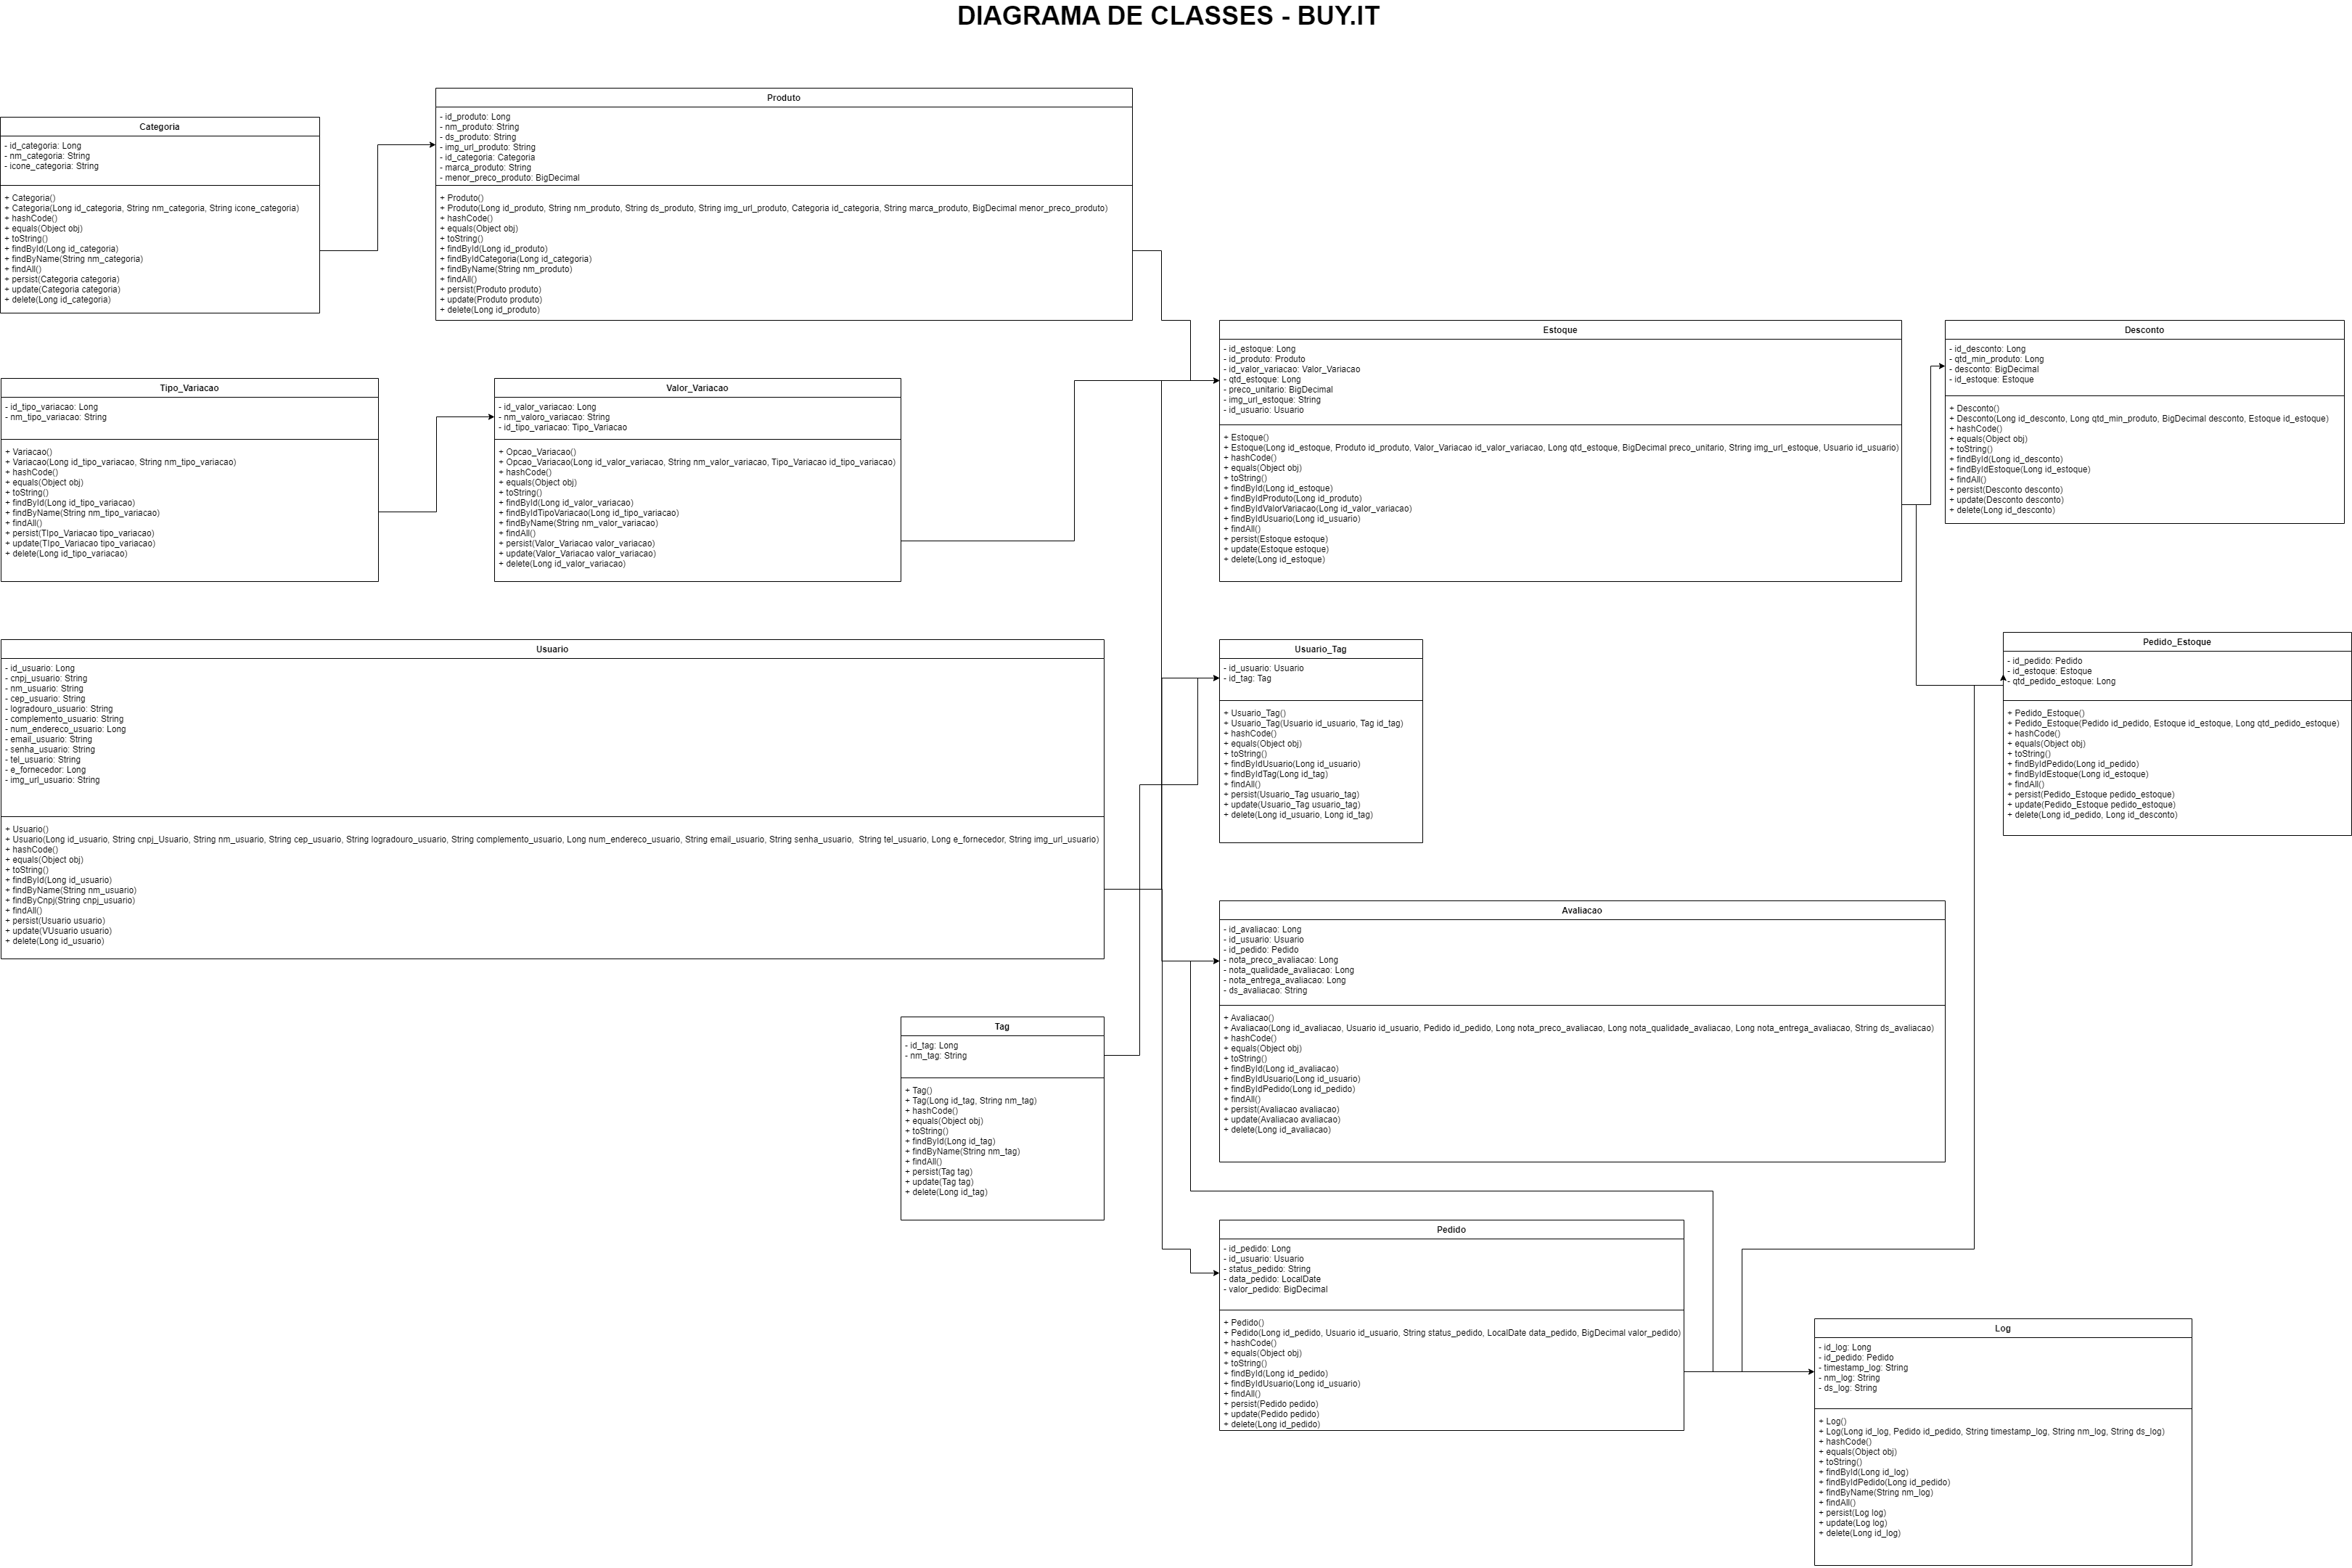 DIAGRAMA DE CLASSES - BUY.IT
Categoria
- id_categoria: Long
- nm_categoria: String
- icone_categoria: String
+ Categoria()
+ Categoria(Long id_categoria, String nm_categoria, String icone_categoria)
+ hashCode()
+ equals(Object obj)
+ toString()
+ findById(Long id_categoria)
+ findByName(String nm_categoria)
+ findAll()
+ persist(Categoria categoria)
+ update(Categoria categoria)
+ delete(Long id_categoria)
Produto
- id_produto: Long
- nm_produto: String
- ds_produto: String
- img_url_produto: String
- id_categoria: Categoria
- marca_produto: String
- menor_preco_produto: BigDecimal
+ Produto()
+ Produto(Long id_produto, String nm_produto, String ds_produto, String img_url_produto, Categoria id_categoria, String marca_produto, BigDecimal menor_preco_produto)
+ hashCode()
+ equals(Object obj)
+ toString()
+ findById(Long id_produto)
+ findByIdCategoria(Long id_categoria)
+ findByName(String nm_produto)
+ findAll()
+ persist(Produto produto)
+ update(Produto produto)
+ delete(Long id_produto)
Tipo_Variacao
- id_tipo_variacao: Long
- nm_tipo_variacao: String
+ Variacao()
+ Variacao(Long id_tipo_variacao, String nm_tipo_variacao)
+ hashCode()
+ equals(Object obj)
+ toString()
+ findById(Long id_tipo_variacao)
+ findByName(String nm_tipo_variacao)
+ findAll()
+ persist(TIpo_Variacao tipo_variacao)
+ update(TIpo_Variacao tipo_variacao)
+ delete(Long id_tipo_variacao)
Valor_Variacao
- id_valor_variacao: Long
- nm_valoro_variacao: String
- id_tipo_variacao: Tipo_Variacao
+ Opcao_Variacao()
+ Opcao_Variacao(Long id_valor_variacao, String nm_valor_variacao, Tipo_Variacao id_tipo_variacao)
+ hashCode()
+ equals(Object obj)
+ toString()
+ findById(Long id_valor_variacao)
+ findByIdTipoVariacao(Long id_tipo_variacao)
+ findByName(String nm_valor_variacao)
+ findAll()
+ persist(Valor_Variacao valor_variacao)
+ update(Valor_Variacao valor_variacao)
+ delete(Long id_valor_variacao)
Estoque
- id_estoque: Long
- id_produto: Produto
- id_valor_variacao: Valor_Variacao
- qtd_estoque: Long
- preco_unitario: BigDecimal
- img_url_estoque: String
- id_usuario: Usuario
+ Estoque()
+ Estoque(Long id_estoque, Produto id_produto, Valor_Variacao id_valor_variacao, Long qtd_estoque, BigDecimal preco_unitario, String img_url_estoque, Usuario id_usuario)
+ hashCode()
+ equals(Object obj)
+ toString()
+ findById(Long id_estoque)
+ findByIdProduto(Long id_produto)
+ findByIdValorVariacao(Long id_valor_variacao)
+ findByIdUsuario(Long id_usuario)
+ findAll()
+ persist(Estoque estoque)
+ update(Estoque estoque)
+ delete(Long id_estoque)
Desconto
- id_desconto: Long
- qtd_min_produto: Long
- desconto: BigDecimal
- id_estoque: Estoque
+ Desconto()
+ Desconto(Long id_desconto, Long qtd_min_produto, BigDecimal desconto, Estoque id_estoque)
+ hashCode()
+ equals(Object obj)
+ toString()
+ findById(Long id_desconto)
+ findByIdEstoque(Long id_estoque)
+ findAll()
+ persist(Desconto desconto)
+ update(Desconto desconto)
+ delete(Long id_desconto)
Usuario
- id_usuario: Long
- cnpj_usuario: String
- nm_usuario: String
- cep_usuario: String
- logradouro_usuario: String
- complemento_usuario: String
- num_endereco_usuario: Long
- email_usuario: String
- senha_usuario: String
- tel_usuario: String
- e_fornecedor: Long
- img_url_usuario: String
+ Usuario()
+ Usuario(Long id_usuario, String cnpj_Usuario, String nm_usuario, String cep_usuario, String logradouro_usuario, String complemento_usuario, Long num_endereco_usuario, String email_usuario, String senha_usuario,  String tel_usuario, Long e_fornecedor, String img_url_usuario)
+ hashCode()
+ equals(Object obj)
+ toString()
+ findById(Long id_usuario)
+ findByName(String nm_usuario)
+ findByCnpj(String cnpj_usuario)
+ findAll()
+ persist(Usuario usuario)
+ update(VUsuario usuario)
+ delete(Long id_usuario)
Usuario_Tag
- id_usuario: Usuario
- id_tag: Tag
+ Usuario_Tag()
+ Usuario_Tag(Usuario id_usuario, Tag id_tag)
+ hashCode()
+ equals(Object obj)
+ toString()
+ findByIdUsuario(Long id_usuario)
+ findByIdTag(Long id_tag)
+ findAll()
+ persist(Usuario_Tag usuario_tag)
+ update(Usuario_Tag usuario_tag)
+ delete(Long id_usuario, Long id_tag)
Pedido_Estoque
- id_pedido: Pedido
- id_estoque: Estoque
- qtd_pedido_estoque: Long
+ Pedido_Estoque()
+ Pedido_Estoque(Pedido id_pedido, Estoque id_estoque, Long qtd_pedido_estoque)
+ hashCode()
+ equals(Object obj)
+ toString()
+ findByIdPedido(Long id_pedido)
+ findByIdEstoque(Long id_estoque)
+ findAll()
+ persist(Pedido_Estoque pedido_estoque)
+ update(Pedido_Estoque pedido_estoque)
+ delete(Long id_pedido, Long id_desconto)
Avaliacao
- id_avaliacao: Long
- id_usuario: Usuario
- id_pedido: Pedido
- nota_preco_avaliacao: Long
- nota_qualidade_avaliacao: Long
- nota_entrega_avaliacao: Long
- ds_avaliacao: String
+ Avaliacao()
+ Avaliacao(Long id_avaliacao, Usuario id_usuario, Pedido id_pedido, Long nota_preco_avaliacao, Long nota_qualidade_avaliacao, Long nota_entrega_avaliacao, String ds_avaliacao)
+ hashCode()
+ equals(Object obj)
+ toString()
+ findById(Long id_avaliacao)
+ findByIdUsuario(Long id_usuario)
+ findByIdPedido(Long id_pedido)
+ findAll()
+ persist(Avaliacao avaliacao)
+ update(Avaliacao avaliacao)
+ delete(Long id_avaliacao)
Tag
- id_tag: Long
- nm_tag: String
+ Tag()
+ Tag(Long id_tag, String nm_tag)
+ hashCode()
+ equals(Object obj)
+ toString()
+ findById(Long id_tag)
+ findByName(String nm_tag)
+ findAll()
+ persist(Tag tag)
+ update(Tag tag)
+ delete(Long id_tag)
Pedido
- id_pedido: Long
- id_usuario: Usuario
- status_pedido: String
- data_pedido: LocalDate
- valor_pedido: BigDecimal
+ Pedido()
+ Pedido(Long id_pedido, Usuario id_usuario, String status_pedido, LocalDate data_pedido, BigDecimal valor_pedido)
+ hashCode()
+ equals(Object obj)
+ toString()
+ findById(Long id_pedido)
+ findByIdUsuario(Long id_usuario)
+ findAll()
+ persist(Pedido pedido)
+ update(Pedido pedido)
+ delete(Long id_pedido)
Log
- id_log: Long
- id_pedido: Pedido
- timestamp_log: String
- nm_log: String
- ds_log: String
+ Log()
+ Log(Long id_log, Pedido id_pedido, String timestamp_log, String nm_log, String ds_log)
+ hashCode()
+ equals(Object obj)
+ toString()
+ findById(Long id_log)
+ findByIdPedido(Long id_pedido)
+ findByName(String nm_log)
+ findAll()
+ persist(Log log)
+ update(Log log)
+ delete(Long id_log)